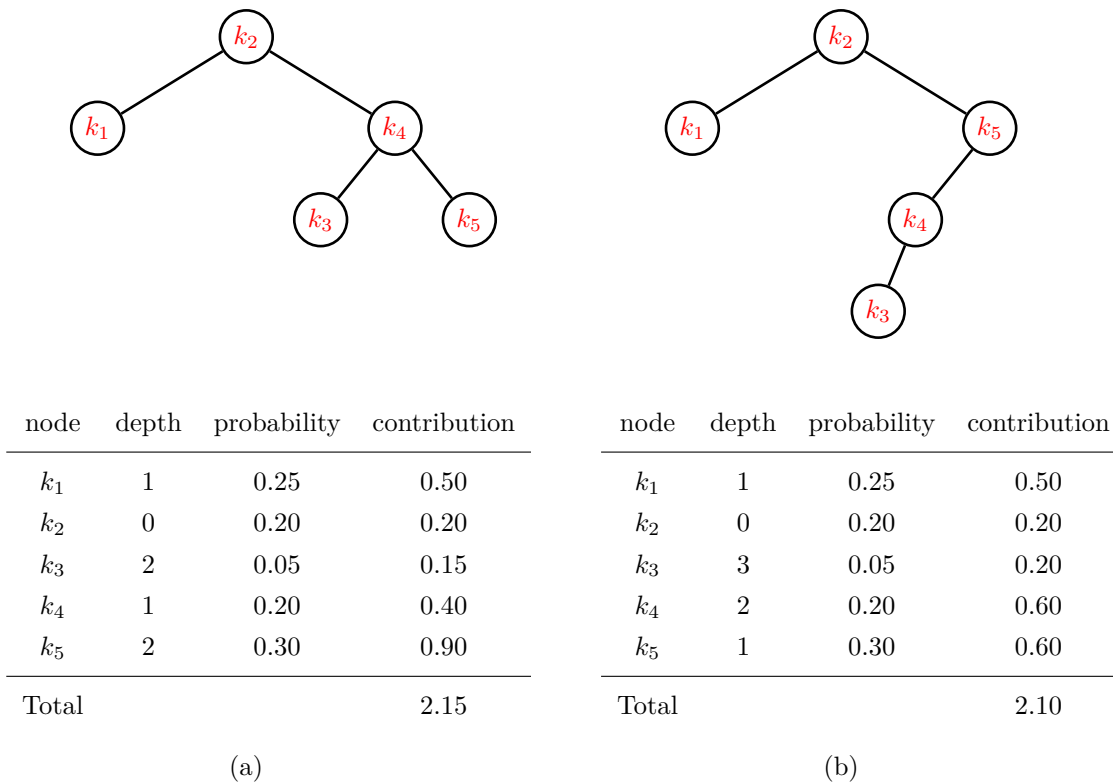 k₂
k₁ k₄
k₃ k₅
node depth probability contribution
k₁ 1 0.25 0.50
k₂ 0 0.20 0.20
k₃ 2 0.05 0.15
k₄ 1 0.20 0.40
k₅ 2 0.30 0.90
Total 2.15
(a)
k₂
k₁ k₅
k₄
k₃
node depth probability contribution
k₁ 1 0.25 0.50
k₂ 0 0.20 0.20
k₃ 3 0.05 0.20
k₄ 2 0.20 0.60
k₅ 1 0.30 0.60
Total 2.10
(b)